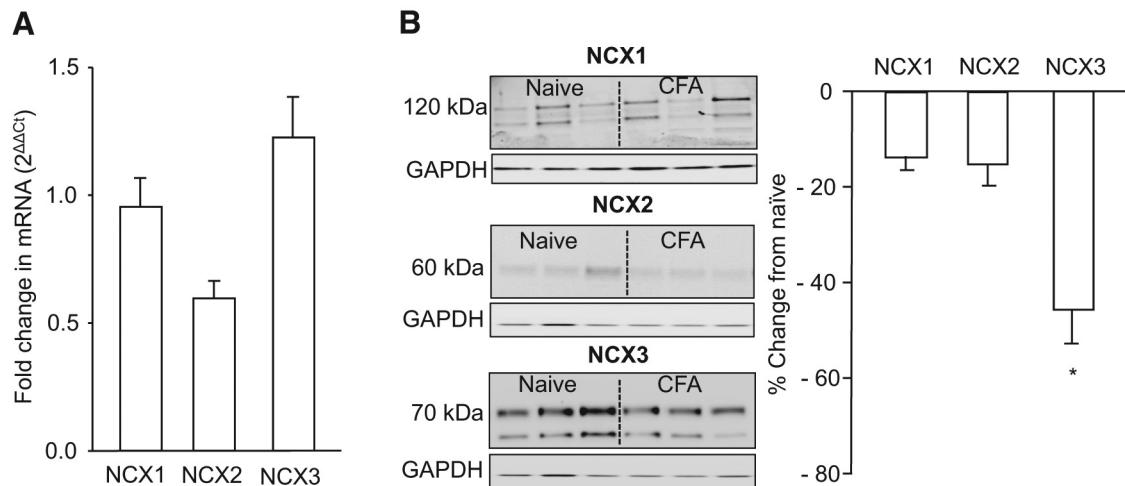 A
Fold change in mRNA (2^ΔΔCt)
1.5
1.0
0.5
0.0
NCX1 NCX2 NCX3
B
NCX1
Naive CFA
120 kDa
GAPDH
NCX2
Naive CFA
60 kDa
GAPDH
NCX3
Naive CFA
70 kDa
GAPDH
NCX1 NCX2 NCX3
% Change from naïve
0
- 20
- 40
- 60
- 80
*